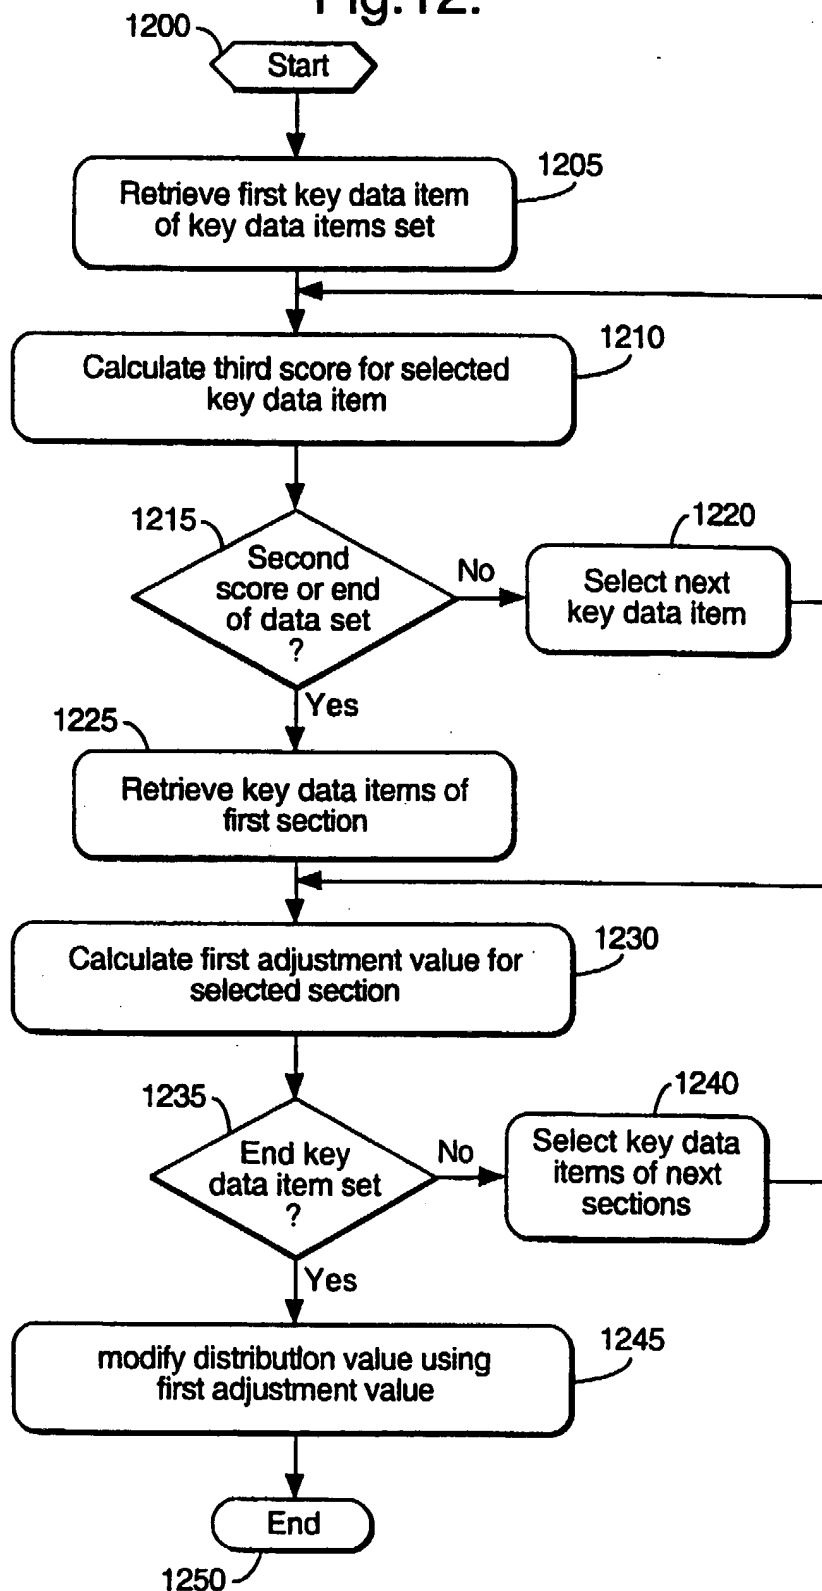 Fig.12.
1200
Start
1205
Retrieve first key data item
of key data items set
1210
Calculate third score for selected
key data item
1215
Second
score or end
of data set
?
No
1220
Select next
key data item
Yes
1225
Retrieve key data items of
first section
1230
Calculate first adjustment value for
selected section
1235
End key
data item set
?
No
1240
Select key data
items of next
sections
Yes
1245
modify distribution value using
first adjustment value
End
1250